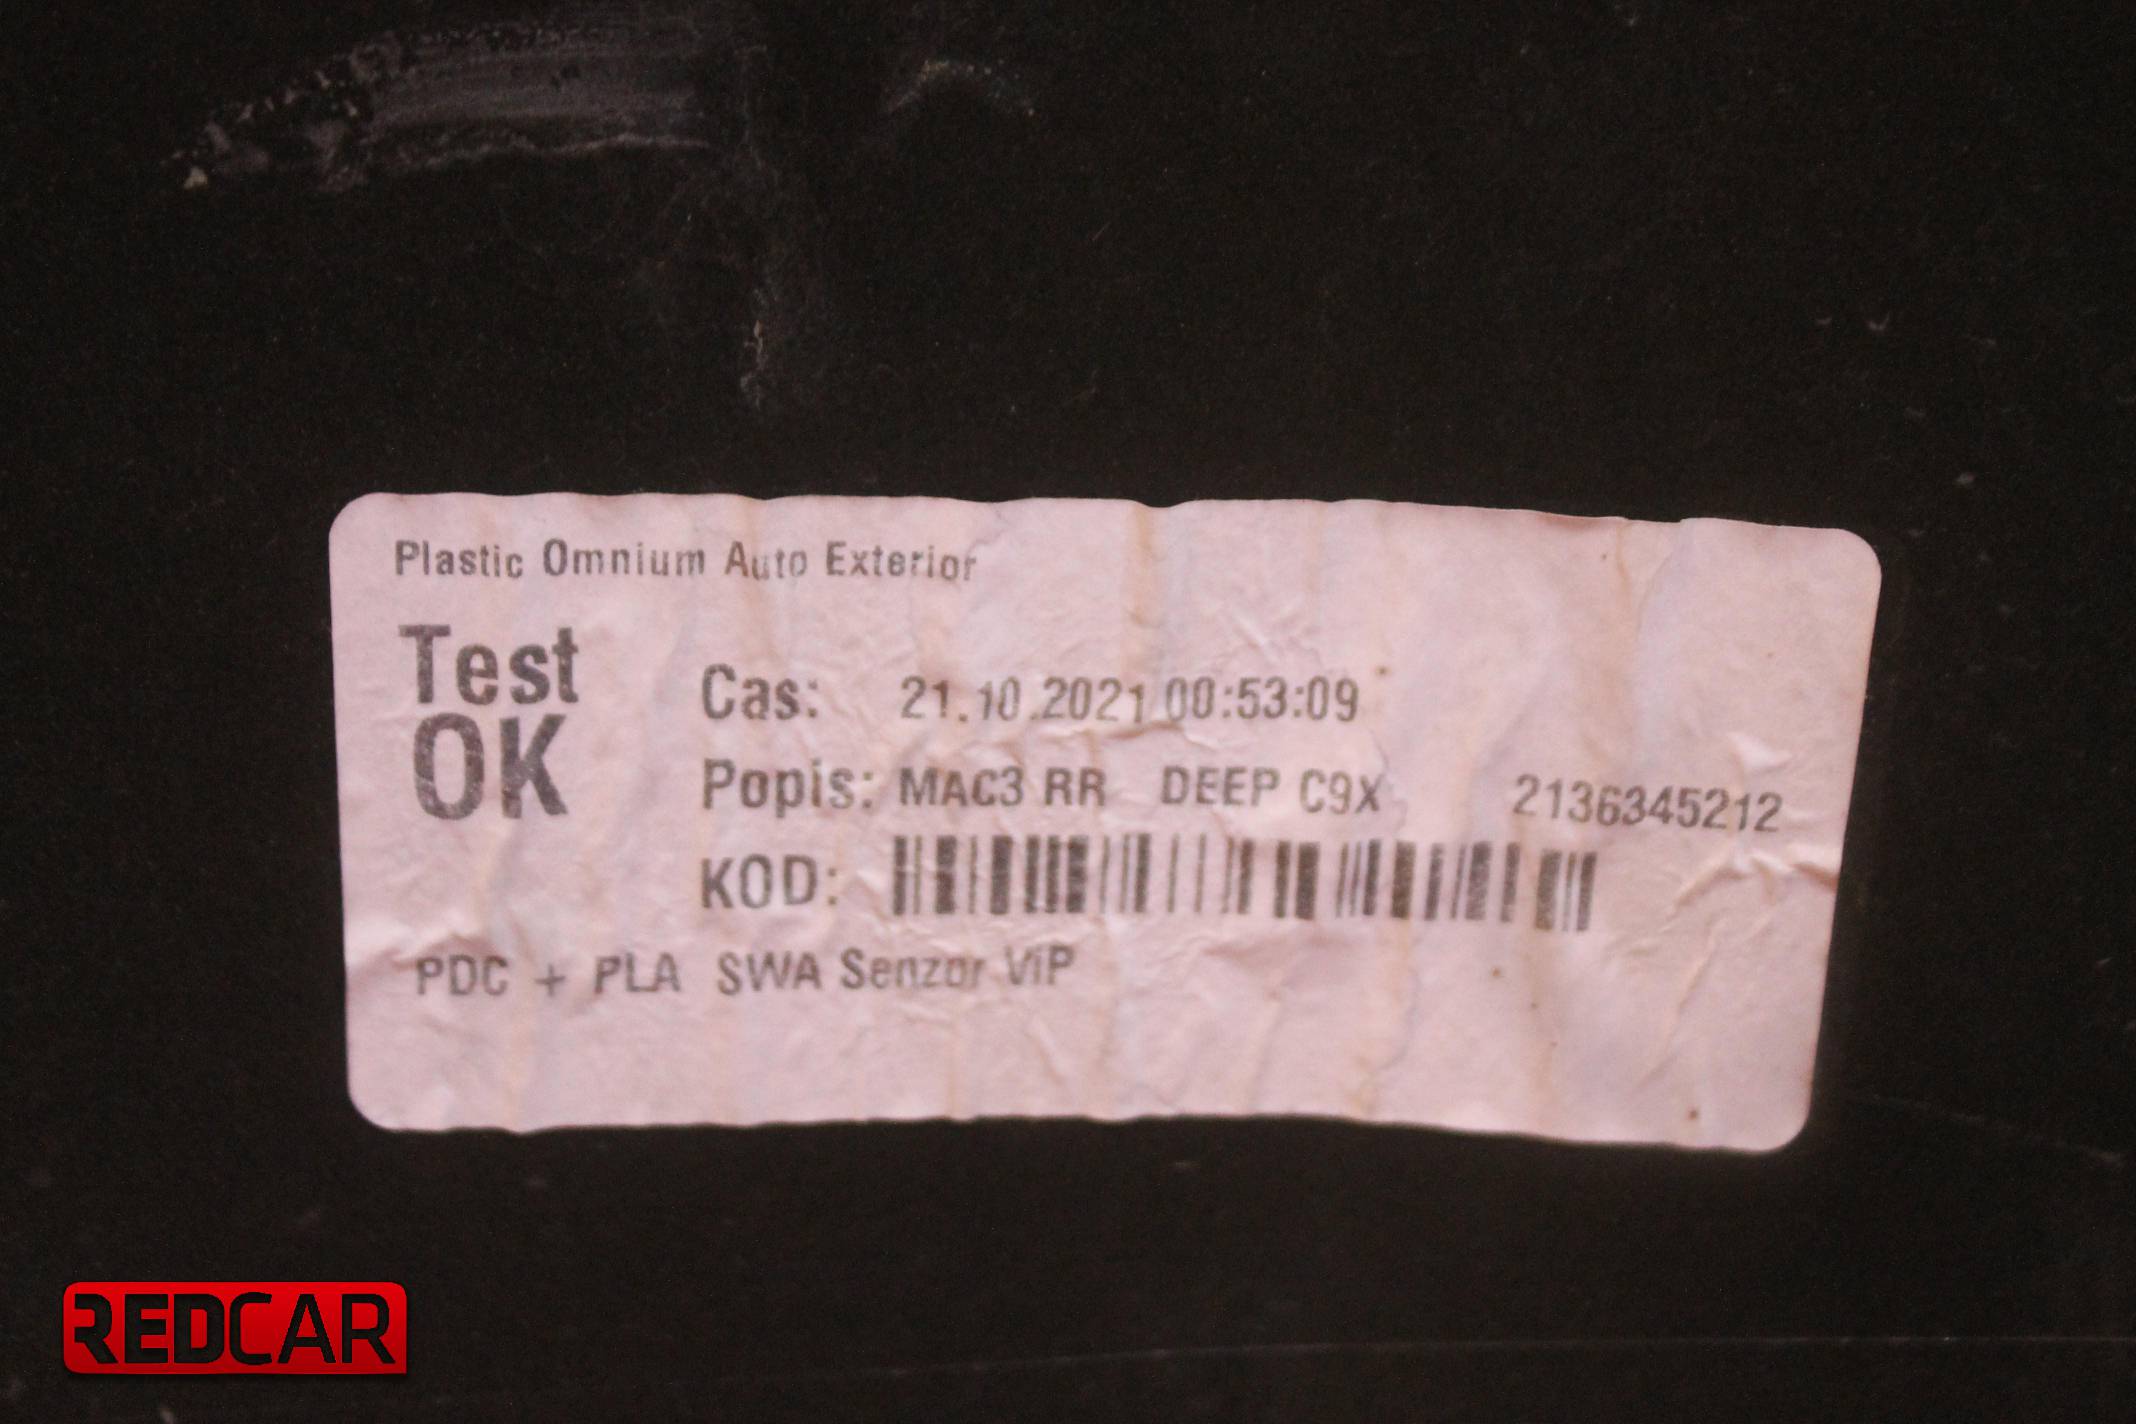 Plastic Omnium Auto Exterior
Test
OK
Cas: 21.10.2021 00:53:09
Popis: MAC3 RR DEEP C9X 2136345212
KOD:
PDC + PLA SWA Senzor ViP
REDCAR